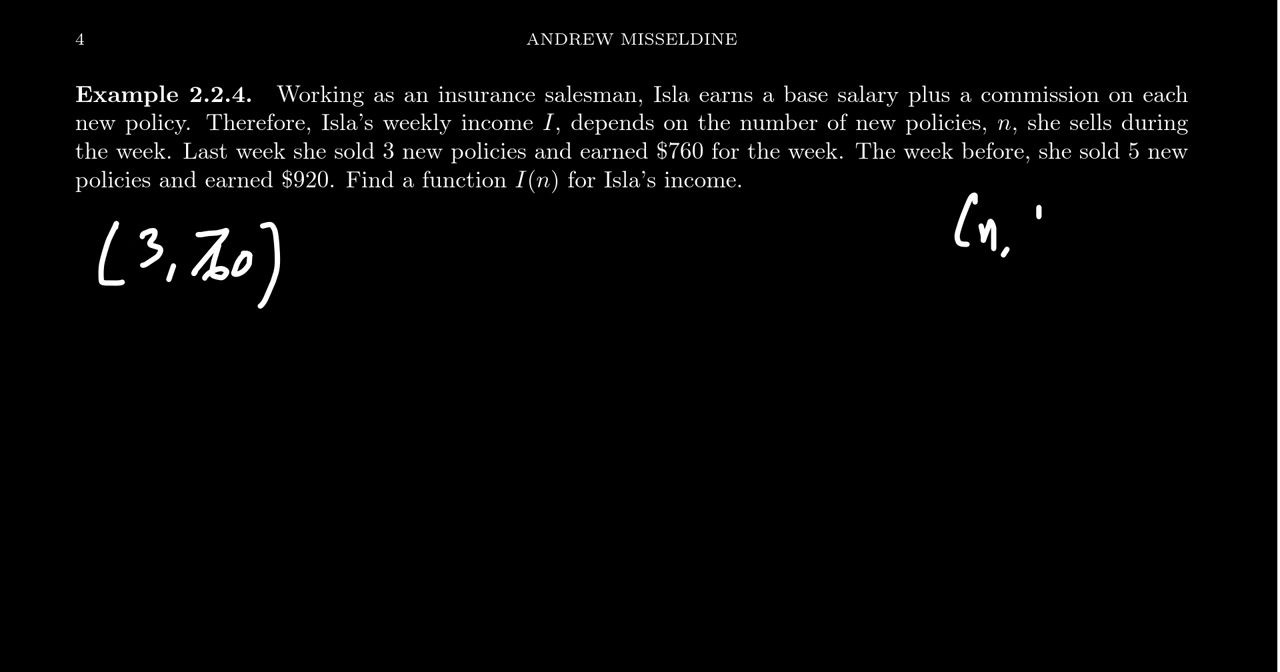 4 ANDREW MISSELDINE
Example 2.2.4. Working as an insurance salesman, Isla earns a base salary plus a commission on each
new policy. Therefore, Isla's weekly income I, depends on the number of new policies, n, she sells during
the week. Last week she sold 3 new policies and earned $760 for the week. The week before, she sold 5 new
policies and earned $920. Find a function I(n) for Isla's income.
(3, 760) (n,